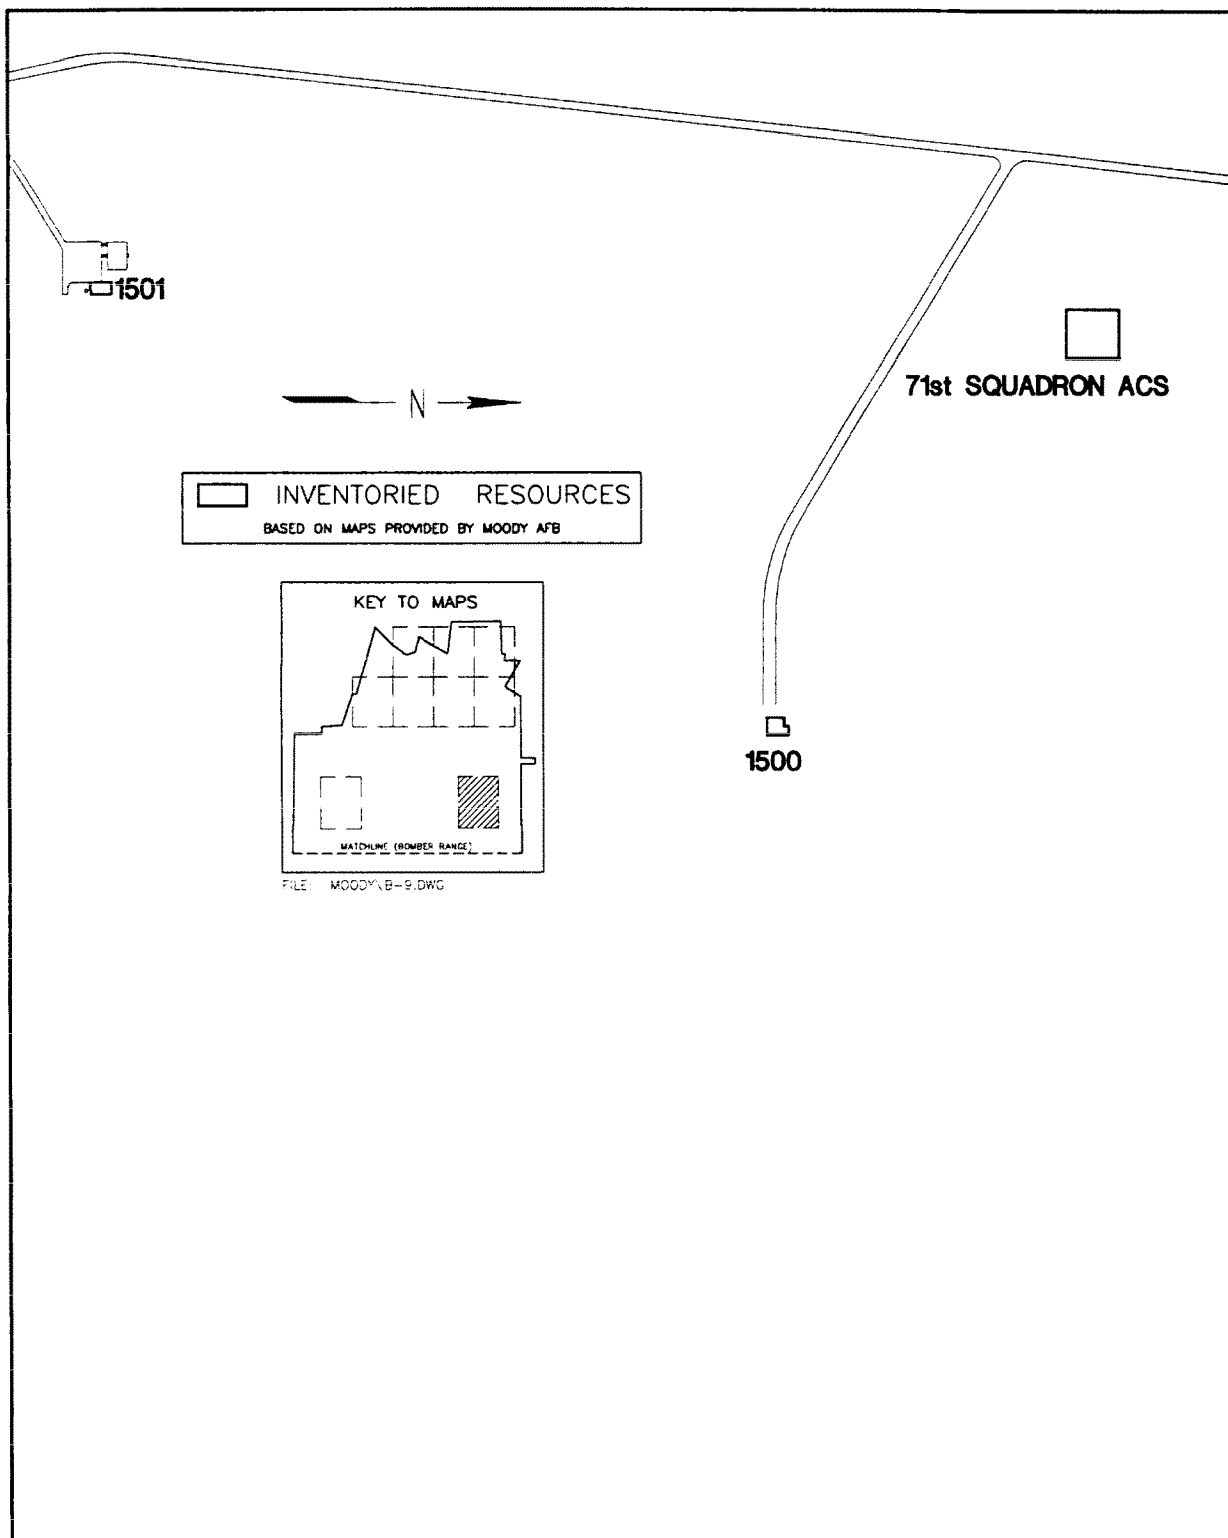 1501
71st SQUADRON ACS
N
INVENTORIED RESOURCES
BASED ON MAPS PROVIDED BY MOODY AFB
KEY TO MAPS
1500
MATCHLINE (BOMBER RANGE)
FILE: MOODY\B-9.DWG